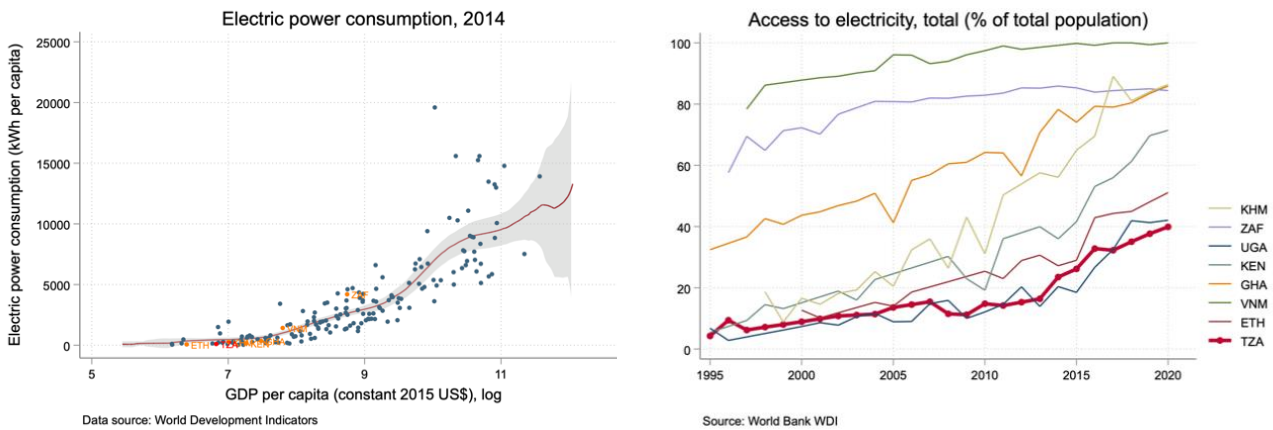 Electric power consumption, 2014
Electric power consumption (kWh per capita)
25000
20000
15000
10000
5000
0
ZAF
ETH
5
7
9
11
GDP per capita (constant 2015 US$), log
Data source: World Development Indicators
Access to electricity, total (% of total population)
100
80
60
40
20
0
1995
2000
2005
2010
2015
2020
KHM
ZAF
UGA
KEN
GHA
VNM
ETH
TZA
Source: World Bank WDI